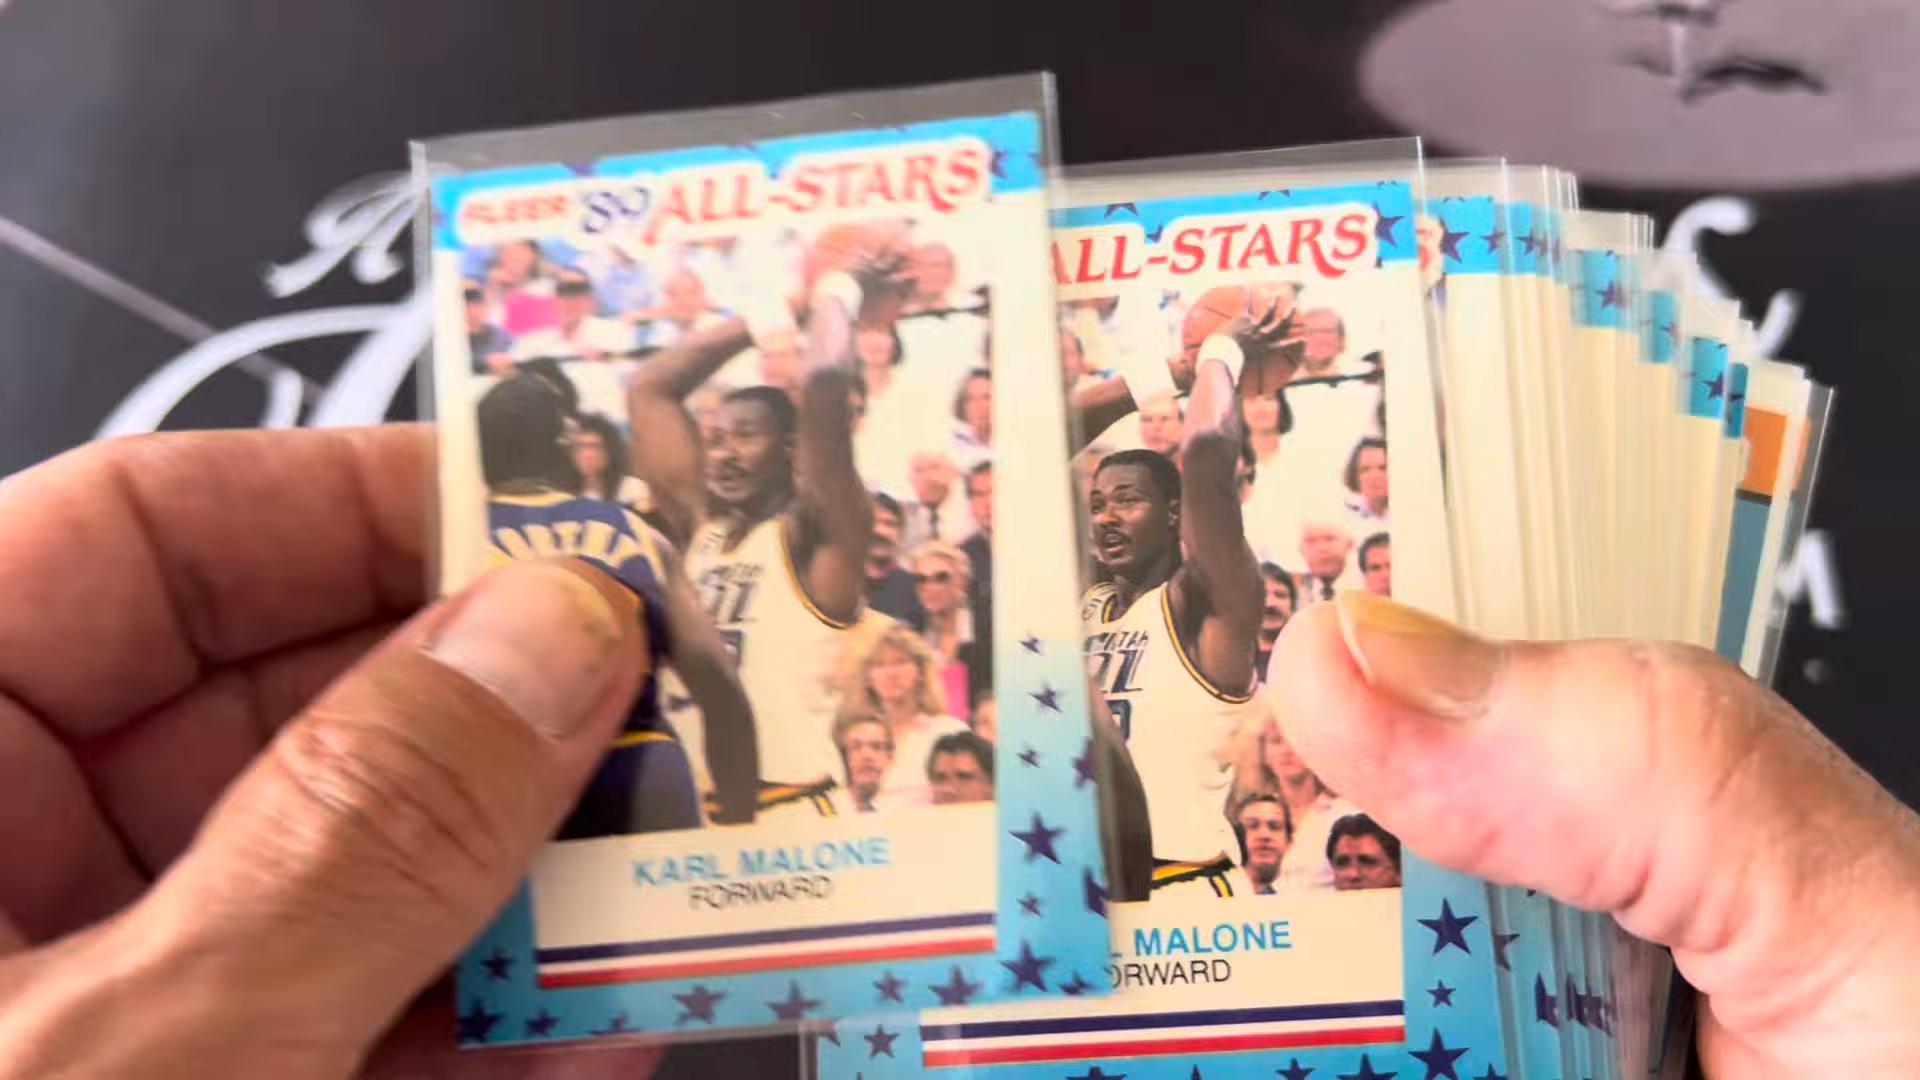 FLEER '89 ALL-STARS
KARL MALONE
FORWARD
ALL-STARS
L MALONE
ORWARD